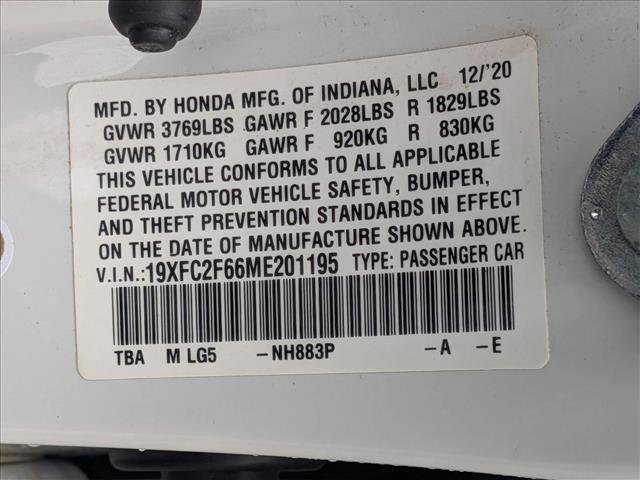 MFD. BY HONDA MFG. OF INDIANA, LLC 12/'20
GVWR 3769LBS GAWR F 2028LBS R 1829LBS
GVWR 1710KG GAWR F 920KG R 830KG
THIS VEHICLE CONFORMS TO ALL APPLICABLE
FEDERAL MOTOR VEHICLE SAFETY, BUMPER,
AND THEFT PREVENTION STANDARDS IN EFFECT
ON THE DATE OF MANUFACTURE SHOWN ABOVE.
V.I.N.:19XFC2F66ME201195 TYPE: PASSENGER CAR
TBA M LG5 -NH883P -A -E